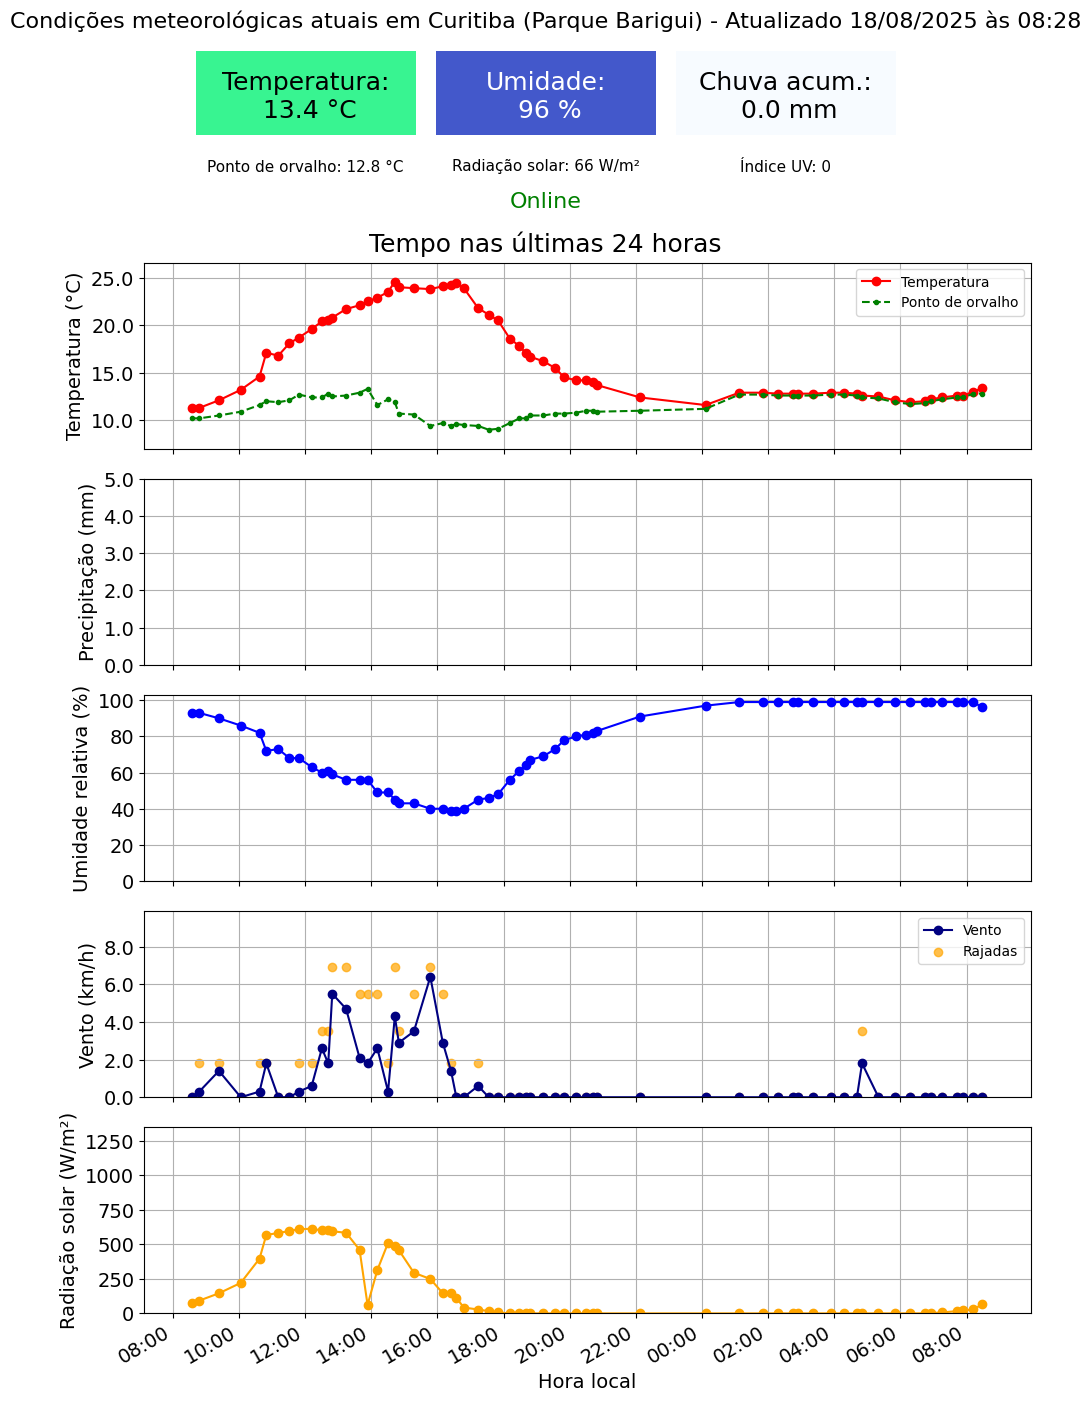 Condições meteorológicas atuais em Curitiba (Parque Barigui) - Atualizado 18/08/2025 às 08:28
Temperatura:
13.4 °C
Umidade:
96 %
Chuva acum.:
0.0 mm
Ponto de orvalho: 12.8 °C
Radiação solar: 66 W/m²
Índice UV: 0
Online
Tempo nas últimas 24 horas
Temperatura (°C)
25.0
20.0
15.0
10.0
Temperatura
Ponto de orvalho
Precipitação (mm)
5.0
4.0
3.0
2.0
1.0
0.0
Umidade relativa (%)
100
80
60
40
20
0
Vento (km/h)
8.0
6.0
4.0
2.0
0.0
Vento
Rajadas
Radiação solar (W/m²)
1250
1000
750
500
250
0
08:00
10:00
12:00
14:00
16:00
18:00
20:00
22:00
00:00
02:00
04:00
06:00
08:00
Hora local